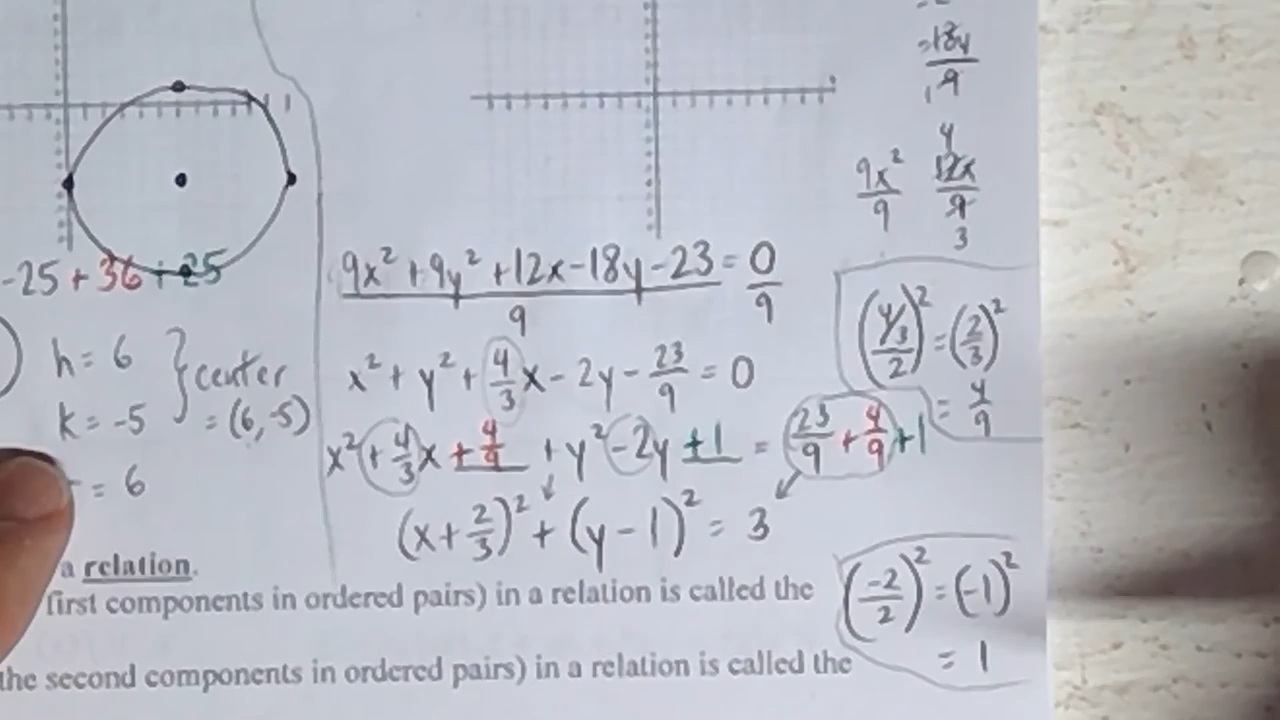 -25 + 36 + 25
h = 6
k = -5
} center = (6, -5)
= 6
9x² + 9y² + 12x - 18y - 23 = 0
9 9
x² + y² + 4/3 x - 2y - 23/9 = 0
x² + 4/3 x + 4/9 + y² - 2y + 1 = 23/9 + 4/9 + 1
(x + 2/3)² + (y - 1)² = 3
-18y/9
9x²/9 12x/9
4
3
((4/3)/2)² = (2/3)²
= 4/9
(-2/2)² = (-1)²
= 1
a relation.
first components in ordered pairs) in a relation is called the
the second components in ordered pairs) in a relation is called the